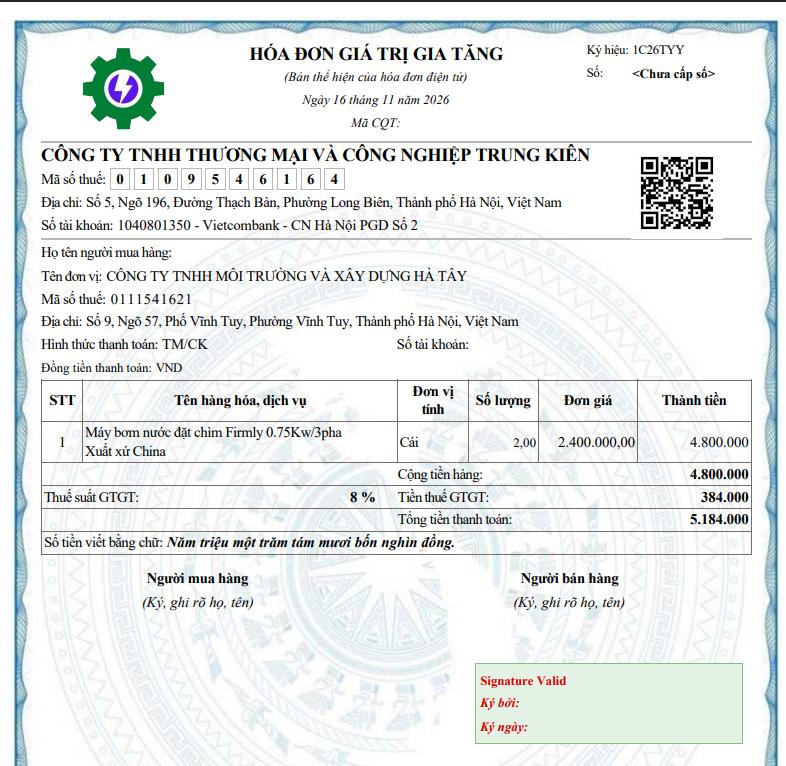 HÓA ĐƠN GIÁ TRỊ GIA TĂNG
(Bản thể hiện của hóa đơn điện tử)
Ngày 16 tháng 11 năm 2026
Mã CQT:
Ký hiệu: 1C26TYY
Số: <Chưa cấp số>
CÔNG TY TNHH THƯƠNG MẠI VÀ CÔNG NGHIỆP TRUNG KIÊN
Mã số thuế: 0 1 0 9 5 4 6 1 6 4
Địa chỉ: Số 5, Ngõ 196, Đường Thạch Bàn, Phường Long Biên, Thành phố Hà Nội, Việt Nam
Số tài khoản: 1040801350 - Vietcombank - CN Hà Nội PGD Số 2
Họ tên người mua hàng:
Tên đơn vị: CÔNG TY TNHH MÔI TRƯỜNG VÀ XÂY DỰNG HÀ TÂY
Mã số thuế: 0111541621
Địa chỉ: Số 9, Ngõ 57, Phố Vĩnh Tuy, Phường Vĩnh Tuy, Thành phố Hà Nội, Việt Nam
Hình thức thanh toán: TM/CK Số tài khoản:
Đồng tiền thanh toán: VND
STT Tên hàng hóa, dịch vụ Đơn vị tính Số lượng Đơn giá Thành tiền
1 Máy bơm nước đặt chìm Firmly 0.75Kw/3pha Xuất xứ China Cái 2,00 2.400.000,00 4.800.000
Cộng tiền hàng: 4.800.000
Thuế suất GTGT: 8 % Tiền thuế GTGT: 384.000
Tổng tiền thanh toán: 5.184.000
Số tiền viết bằng chữ: Năm triệu một trăm tám mươi bốn nghìn đồng.
Người mua hàng Người bán hàng
(Ký, ghi rõ họ, tên) (Ký, ghi rõ họ, tên)
Signature Valid
Ký bởi:
Ký ngày: